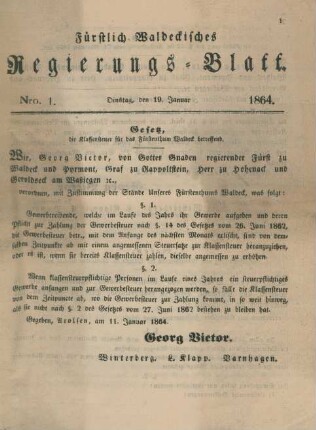 1
Fürstlich Waldeckisches
Regierungs-Blatt.
Nro. 1. Dienstag, den 19. Januar 1864.
Gesetz,
die Klassensteuer für das Fürstenthum Waldeck betreffend.
Wir, Georg Victor, von Gottes Gnaden regierender Fürst zu
Waldeck und Pyrmont, Graf zu Rappoltstein, Herr zu Hohenack und
Geroldseck am Wasigen ꝛc.,
verordnen, mit Zustimmung der Stände Unseres Fürstenthums Waldeck, was folgt:
§. 1.
Gewerbtreibende, welche im Laufe des Jahrs ihr Gewerbe aufgeben und deren
Pflicht zur Zahlung der Gewerbesteuer nach § 14 des Gesetzes vom 26. Juni 1862,
die Gewerbesteuer betr., mit dem Anfang des nächsten Monats erlischt, sind von dem-
selben Zeitpunkte ab mit einem angemessenen Steuersatze zur Klassensteuer heranzuziehen,
oder ist, wenn sie bereits Klassensteuer zahlen, dieselbe angemessen zu erhöhen.
§. 2.
Wenn klassensteuerpflichtige Personen im Laufe eines Jahres ein steuerpflichtiges
Gewerbe anfangen und zur Gewerbesteuer herangezogen werden, so fällt die Klassensteuer
von dem Zeitpunkte ab, wo die Gewerbesteuer zur Zahlung kommt, in so weit hinweg,
als sie nicht nach § 2 des Gesetzes vom 27. Juni 1862 bestehen zu bleiben hat.
Gegeben, Arolsen, am 11. Januar 1864.
Georg Victor.
Winterberg. L. Klapp. Varnhagen.